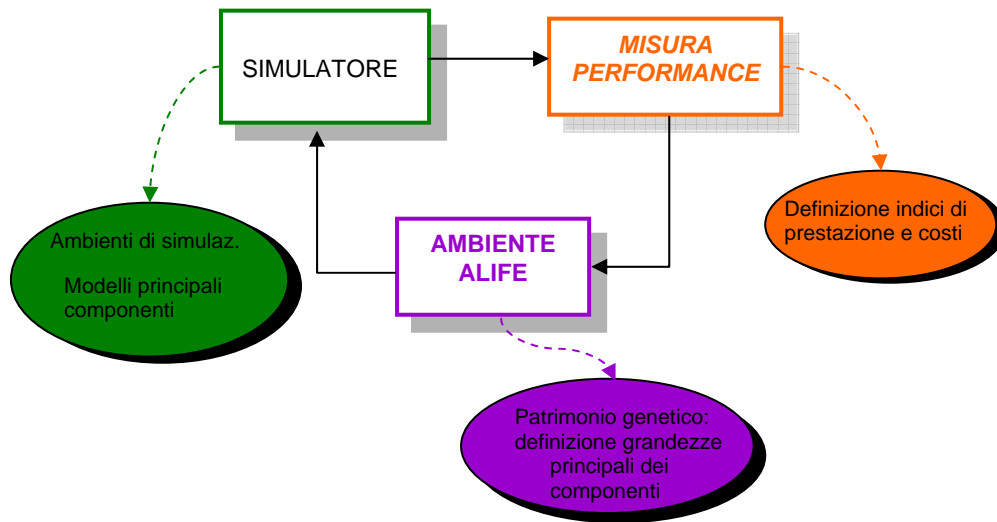 SIMULATORE
MISURA
PERFORMANCE
Ambienti di simulaz.
Modelli principali
componenti
AMBIENTE
ALIFE
Definizione indici di
prestazione e costi
Patrimonio genetico:
definizione grandezze
principali dei
componenti